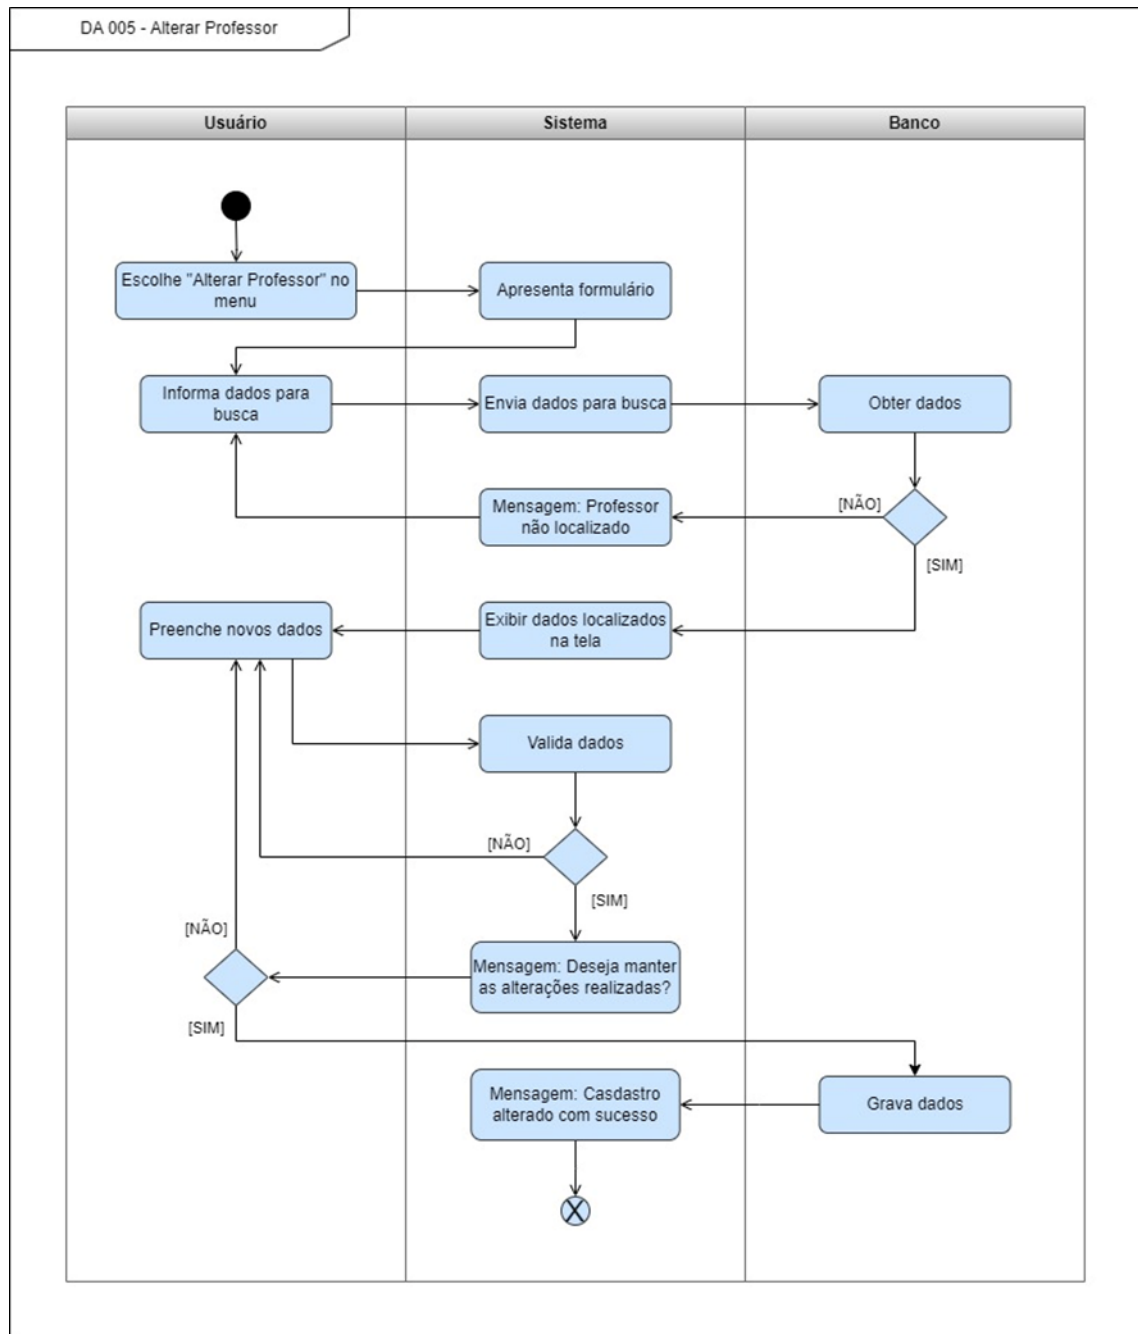 DA 005 - Alterar Professor
Usuário
Sistema
Banco
Escolhe "Alterar Professor" no
menu
Apresenta formulário
Informa dados para
busca
Envia dados para busca
Obter dados
Mensagem: Professor
não localizado
[NÃO]
[SIM]
Preenche novos dados
Exibir dados localizados
na tela
Valida dados
[NÃO]
[SIM]
[NÃO]
Mensagem: Deseja manter
as alterações realizadas?
[SIM]
Mensagem: Casdastro
alterado com sucesso
Grava dados
X